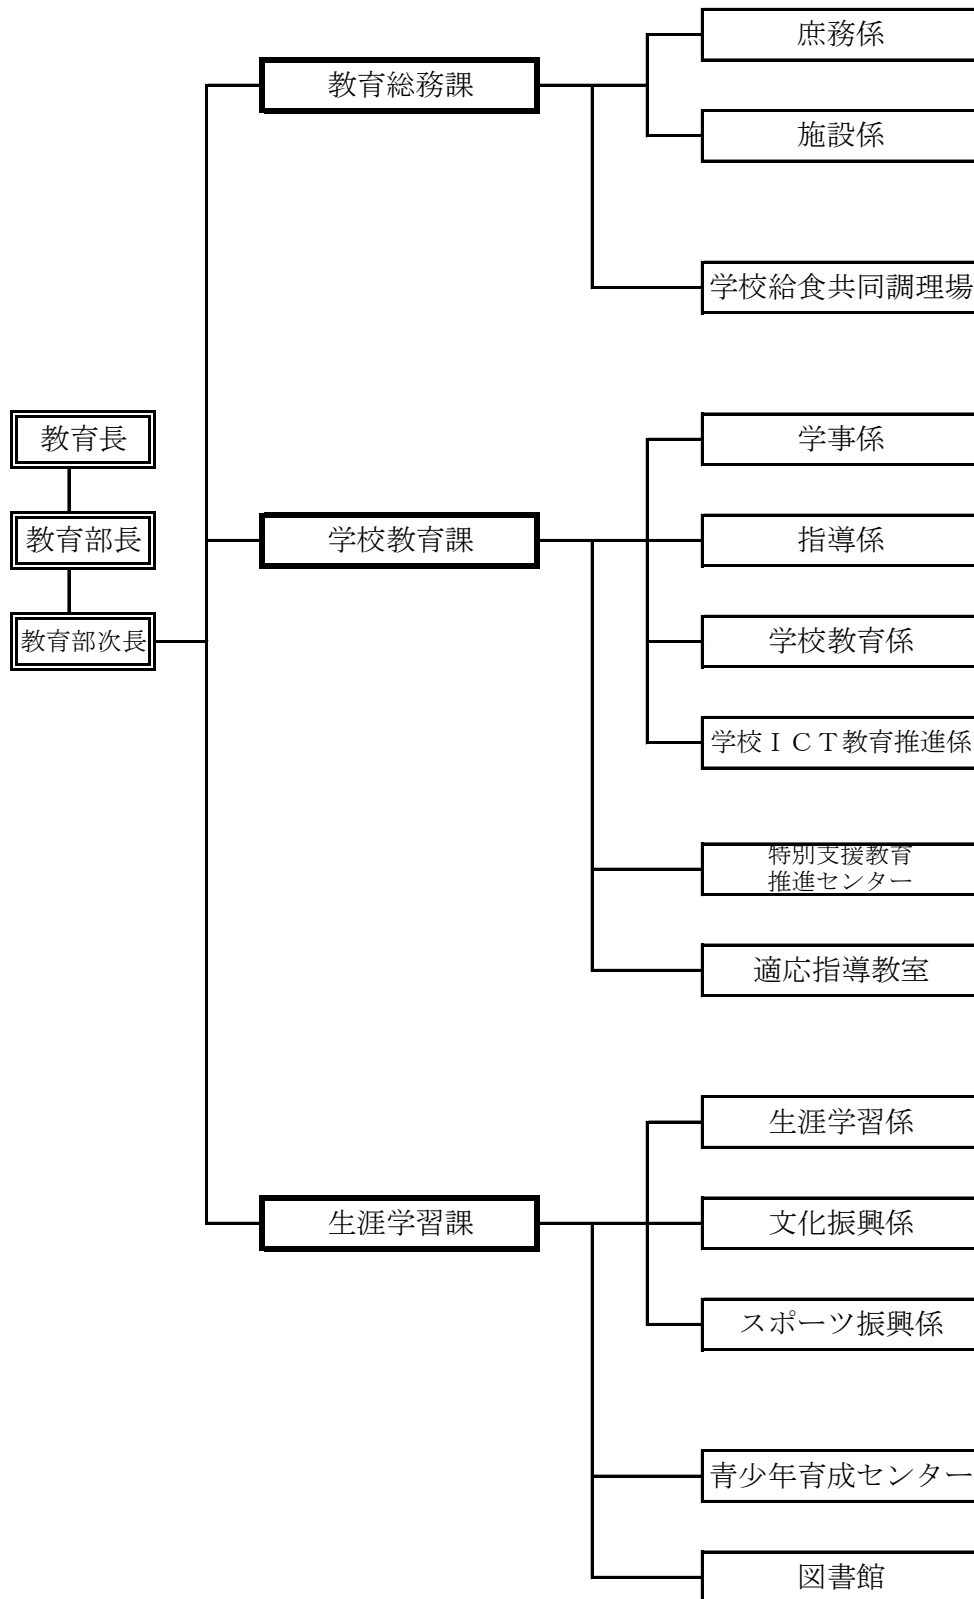 教育長
教育部長
教育部次長
教育総務課
庶務係
施設係
学校給食共同調理場
学校教育課
学事係
指導係
学校教育係
学校ＩＣＴ教育推進係
特別支援教育
推進センター
適応指導教室
生涯学習課
生涯学習係
文化振興係
スポーツ振興係
青少年育成センター
図書館